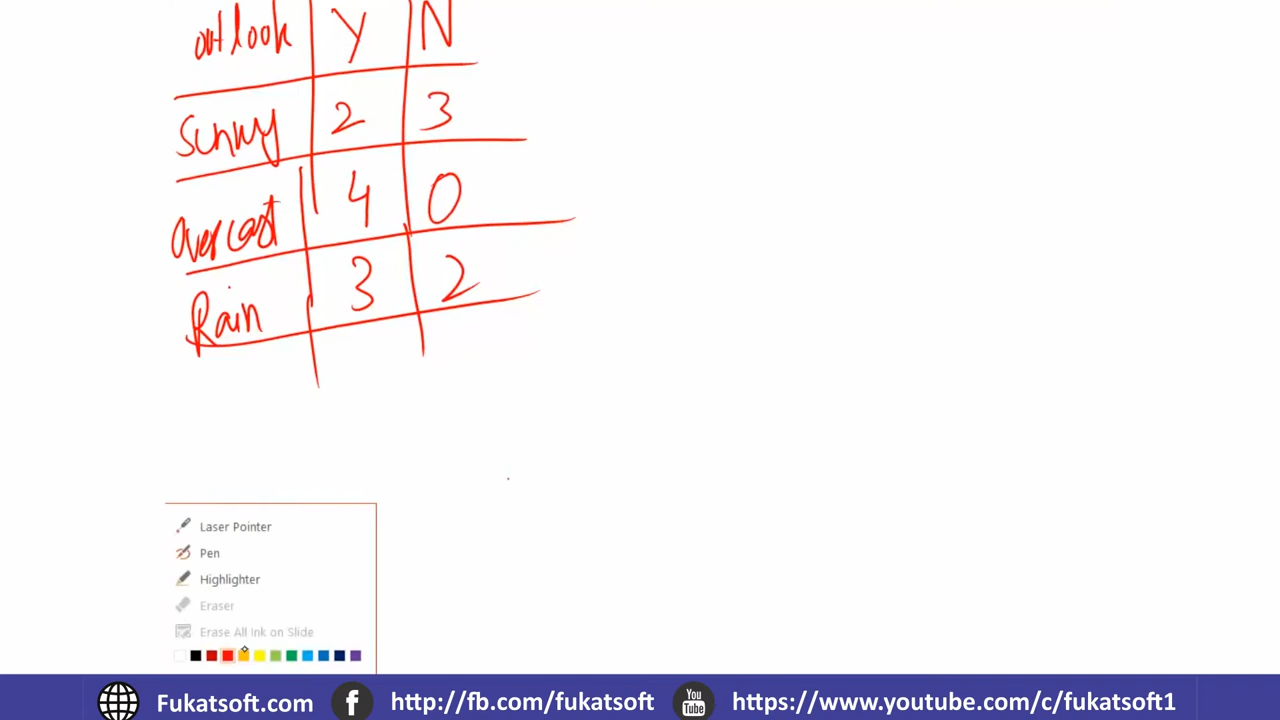 outlook Y N
Sunny 2 3
Overcast 4 0
Rain 3 2
Laser Pointer
Pen
Highlighter
Eraser
Erase All Ink on Slide
Fukatsoft.com f http://fb.com/fukatsoft You Tube https://www.youtube.com/c/fukatsoft1